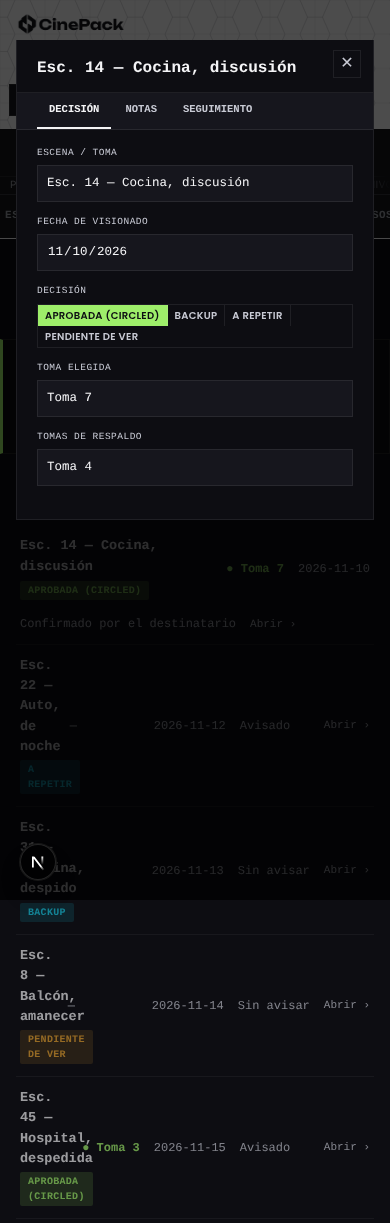 CinePack
Esc. 14 — Cocina, discusión
✕
DECISIÓN NOTAS SEGUIMIENTO
ESCENA / TOMA
Esc. 14 — Cocina, discusión
FECHA DE VISIONADO
11/10/2026
DECISIÓN
APROBADA (CIRCLED) BACKUP A REPETIR
PENDIENTE DE VER
TOMA ELEGIDA
Toma 7
TOMAS DE RESPALDO
Toma 4
Esc. 14 — Cocina,
discusión
● Toma 7 2026-11-10
APROBADA (CIRCLED)
Confirmado por el destinatario Abrir ›
Esc.
22 —
Auto,
de
noche
— 2026-11-12 Avisado Abrir ›
A
REPETIR
Esc.
despido
2026-11-13 Sin avisar Abrir ›
BACKUP
Esc.
8 —
Balcón,
amanecer
— 2026-11-14 Sin avisar Abrir ›
PENDIENTE
DE VER
Esc.
45 —
Hospital,
despedida
● Toma 3 2026-11-15 Avisado Abrir ›
APROBADA
(CIRCLED)